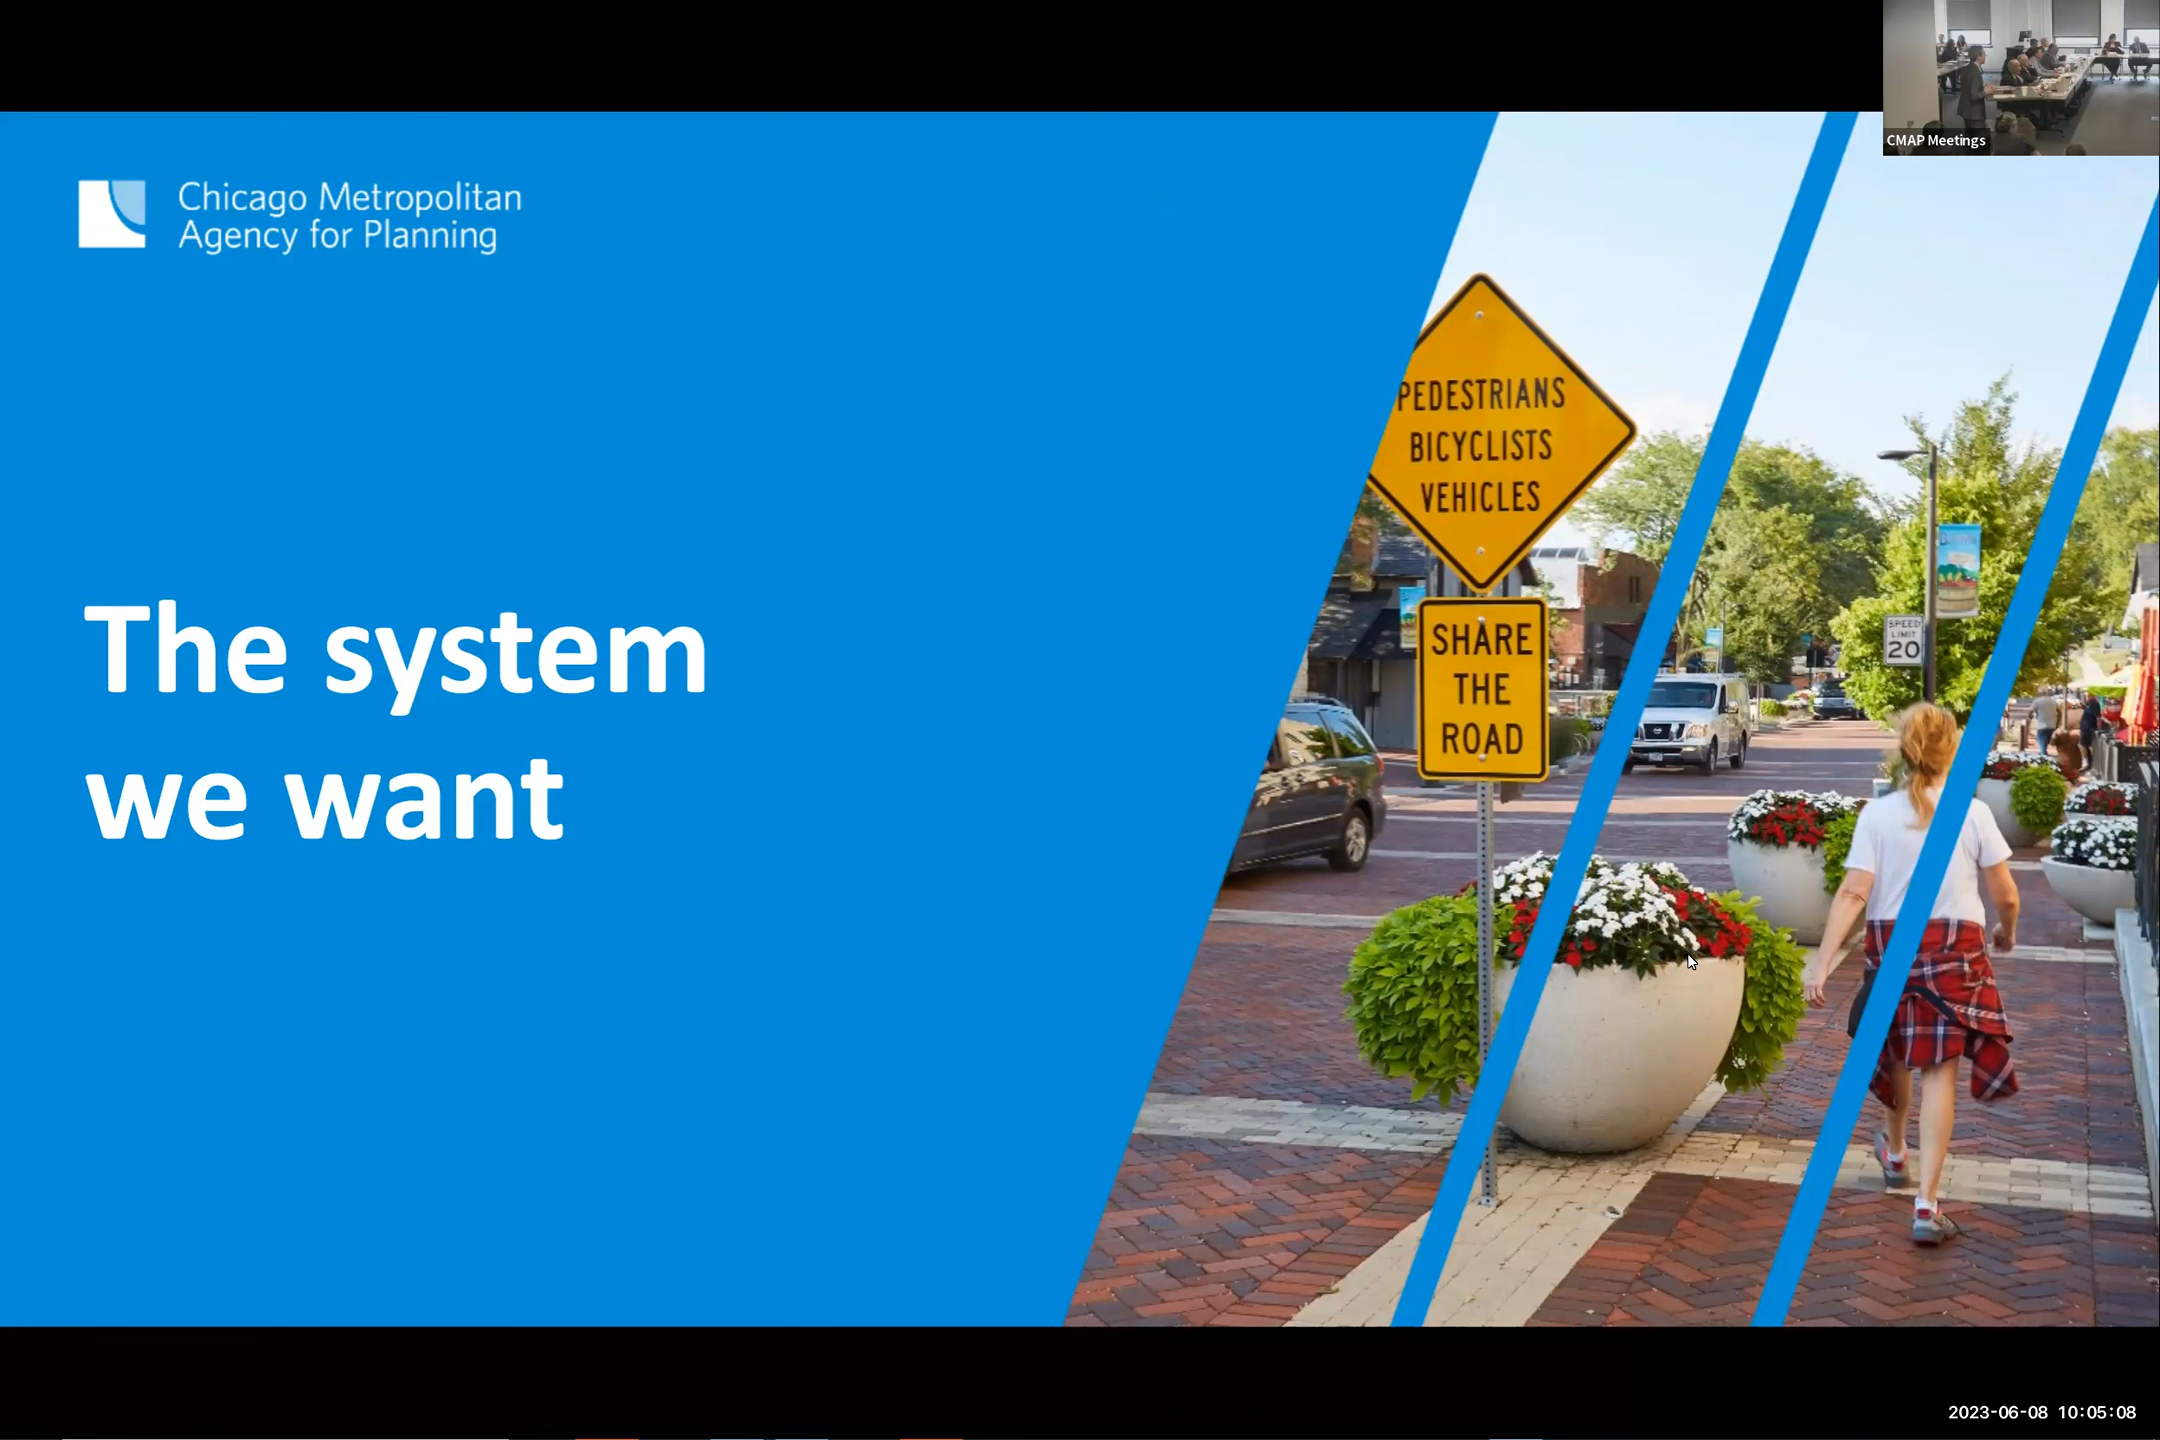 CMAP Meetings
Chicago Metropolitan
Agency for Planning
The system
we want
PEDESTRIANS
BICYCLISTS
VEHICLES
SHARE
THE
ROAD
SPEED
LIMIT
20
2023-06-08 10:05:08